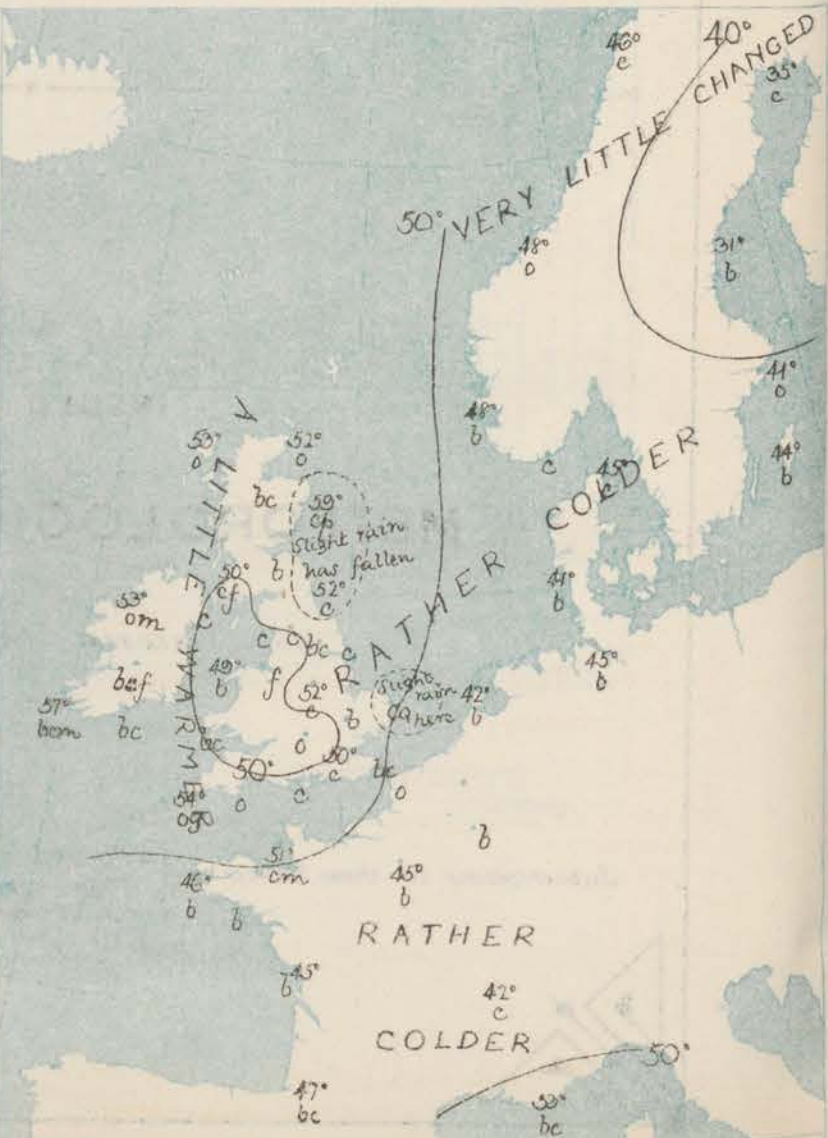 46°
c
40°
35°
c
VERY LITTLE CHANGED
50°
48°
o
31°
b
41°
o
48°
b
44°
b
c
45°
c
RATHER COLDER
A LITTLE WARMER
53°
o
52°
o
bc
59°
Slight rain
has fallen
52°
c
b
50°
cf
53°
om
c
c
c
bc
c
41°
b
45°
b
49°
b
f
52°
c
Slight
rain
here
42°
b
b
57°
bcm
bc
bc
o
50°
c
bc
50°
54°
o
c
o
51°
cm
b
46°
b
b
45°
b
RATHER
45°
b
42°
c
COLDER
50°
47°
bc
53°
bc